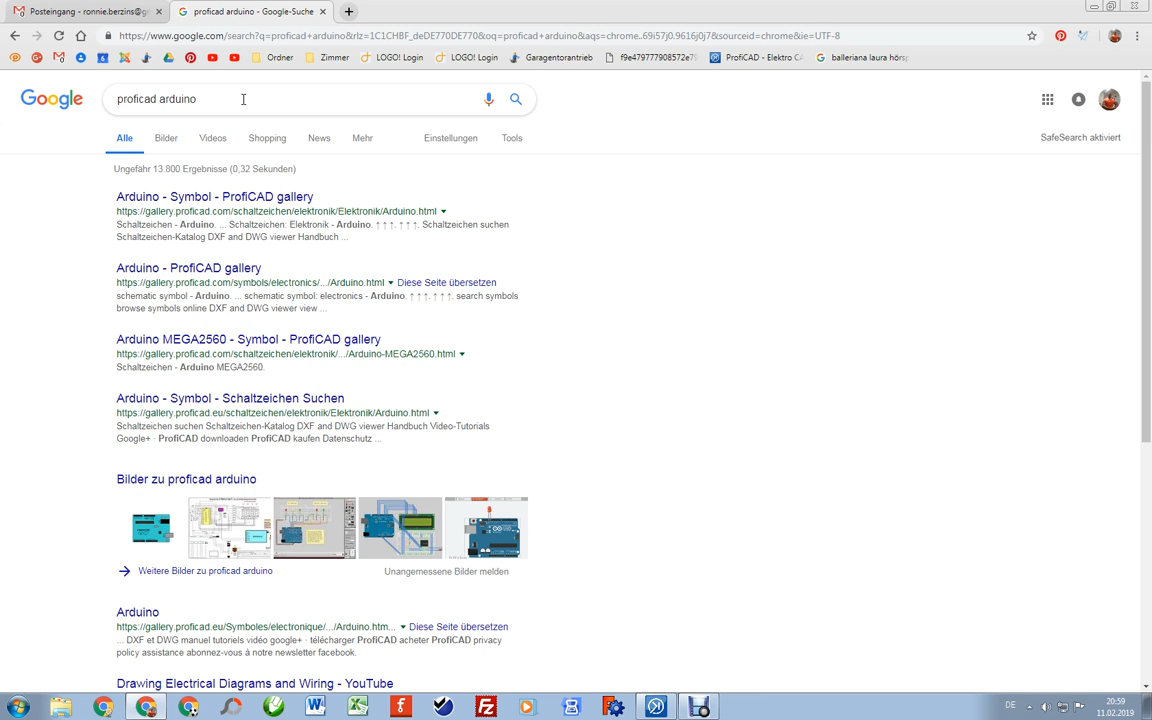 Posteingang - ronnie.berzins@g
proficad arduino - Google-Suche
https://www.google.com/search?q=proficad+arduino&rlz=1C1CHBF_deDE770DE770&oq=proficad+arduino&aqs=chrome..69i57j0.9616j0j7&sourceid=chrome&ie=UTF-8
Ordner
Zimmer
LOGO! Login
LOGO! Login
Garagentorantrieb
ProfiCAD - Elektro C
balleriana laura hörs
Google
proficad arduino
Alle Bilder Videos Shopping News Mehr Einstellungen Tools
SafeSearch aktiviert
Ungefähr 13.800 Ergebnisse (0,32 Sekunden)
Arduino - Symbol - ProfiCAD gallery
https://gallery.proficad.com/schaltzeichen/elektronik/Elektronik/Arduino.html
Schaltzeichen - Arduino. ... Schaltzeichen: Elektronik - Arduino. ↑ ↑ ↑. ↑ ↑ ↑. Schaltzeichen suchen
Schaltzeichen-Katalog DXF and DWG viewer Handbuch ...
Arduino - ProfiCAD gallery
https://gallery.proficad.com/symbols/electronics/.../Arduino.html Diese Seite übersetzen
schematic symbol - Arduino. ... schematic symbol: electronics - Arduino. ↑ ↑ ↑. ↑ ↑ ↑. search symbols
browse symbols online DXF and DWG viewer view ...
Arduino MEGA2560 - Symbol - ProfiCAD gallery
https://gallery.proficad.com/schaltzeichen/elektronik/.../Arduino-MEGA2560.html
Schaltzeichen - Arduino MEGA2560.
Arduino - Symbol - Schaltzeichen Suchen
https://gallery.proficad.eu/schaltzeichen/elektronik/Elektronik/Arduino.html
Schaltzeichen suchen Schaltzeichen-Katalog DXF and DWG viewer Handbuch Video-Tutorials
Google+ · ProfiCAD downloaden ProfiCAD kaufen Datenschutz ...
Bilder zu proficad arduino
Weitere Bilder zu proficad arduino
Unangemessene Bilder melden
Arduino
https://gallery.proficad.eu/Symboles/electronique/.../Arduino.htm... Diese Seite übersetzen
... DXF et DWG manuel tutoriels vidéo google+ · télécharger ProfiCAD acheter ProfiCAD privacy
policy assistance abonnez-vous à notre newsletter facebook.
Drawing Electrical Diagrams and Wiring - YouTube
DE
20:59
11.02.2019